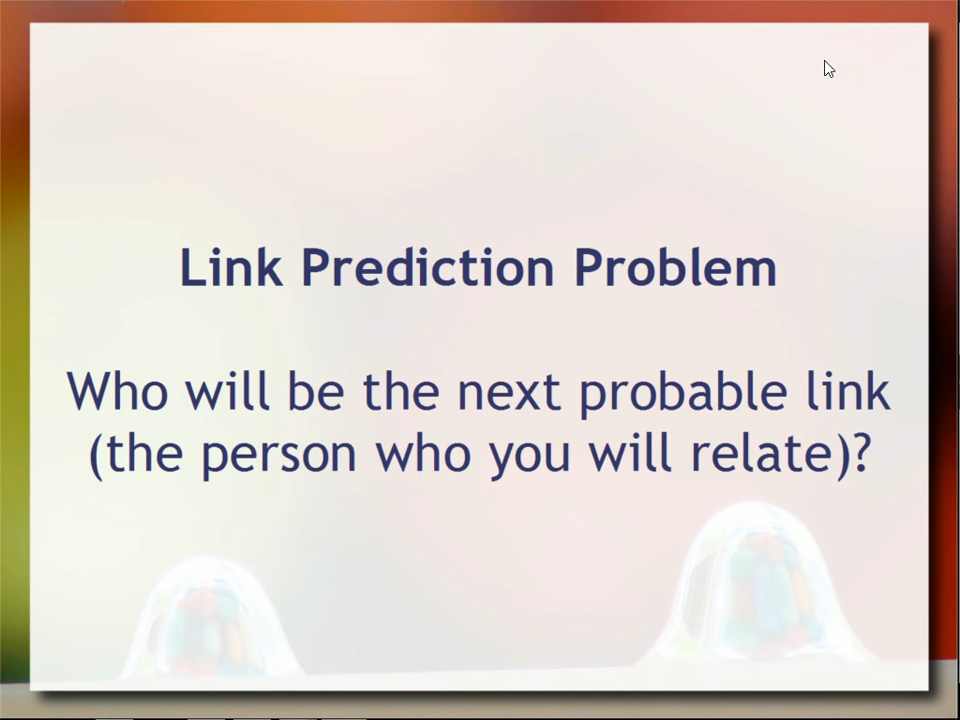 Link Prediction Problem
Who will be the next probable link
(the person who you will relate)?